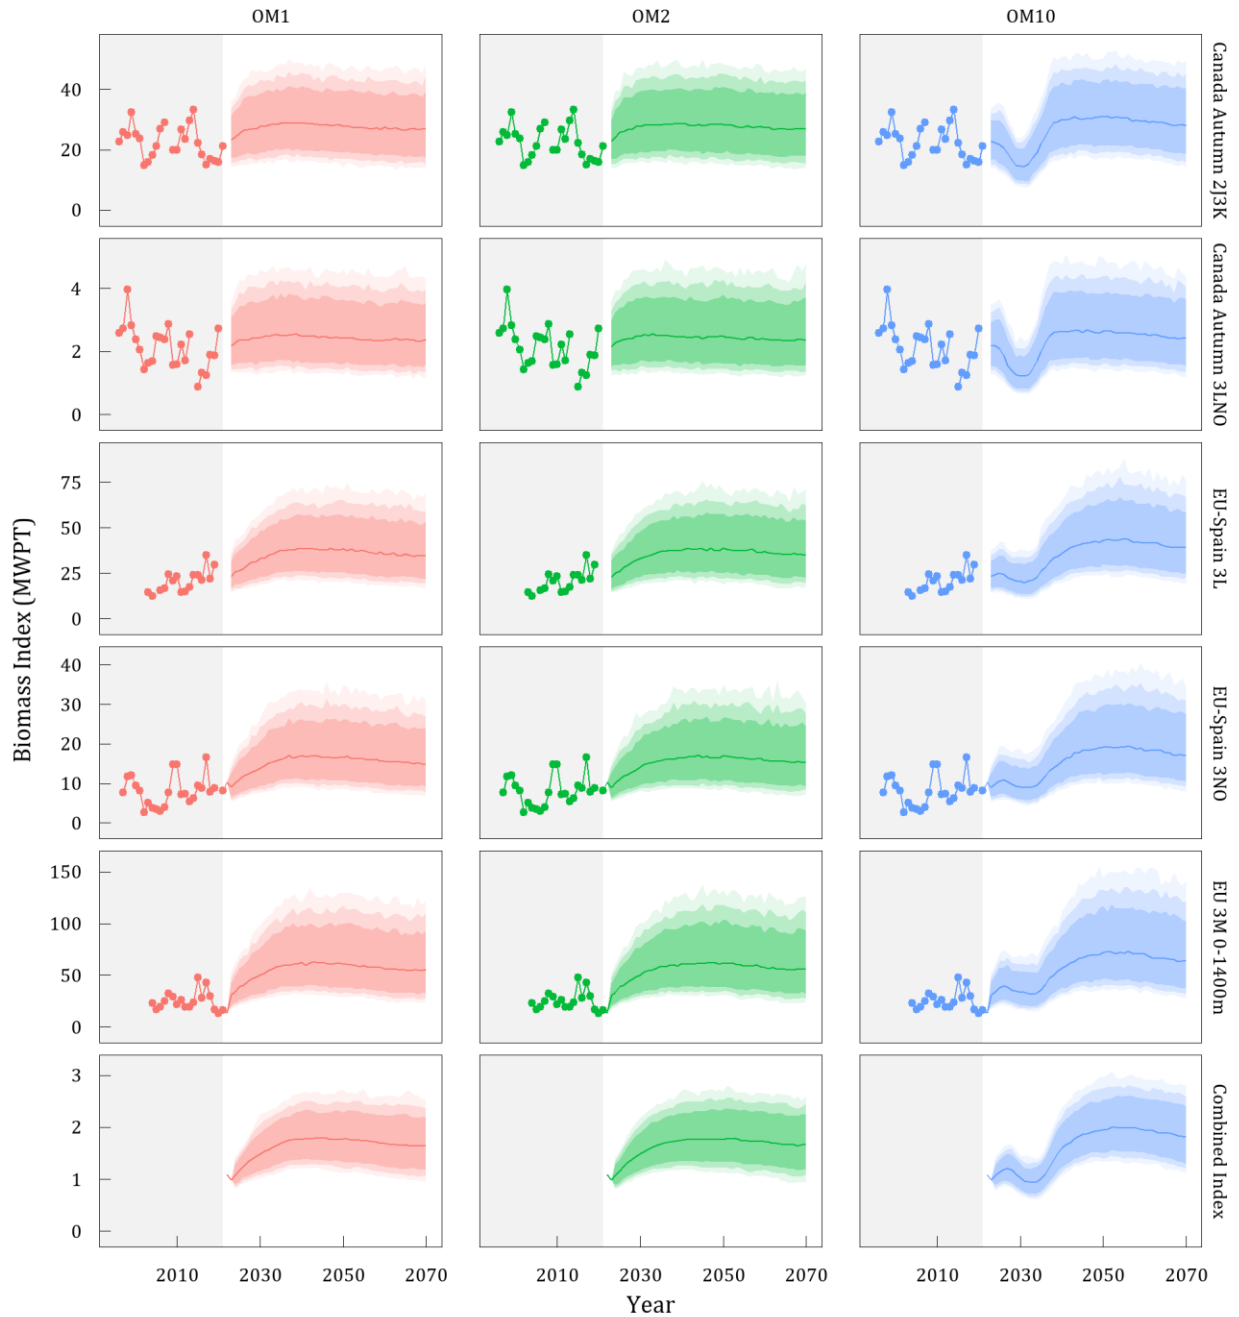 OM1 OM2 OM10
Canada Autumn 2J3K
40
20
0
Canada Autumn 3LNO
4
2
0
EU-Spain 3L
75
50
25
0
EU-Spain 3NO
40
30
20
10
0
EU 3M 0-1400m
150
100
50
0
Combined Index
3
2
1
0
Biomass Index (MWPT)
2010 2030 2050 2070 2010 2030 2050 2070 2010 2030 2050 2070
Year